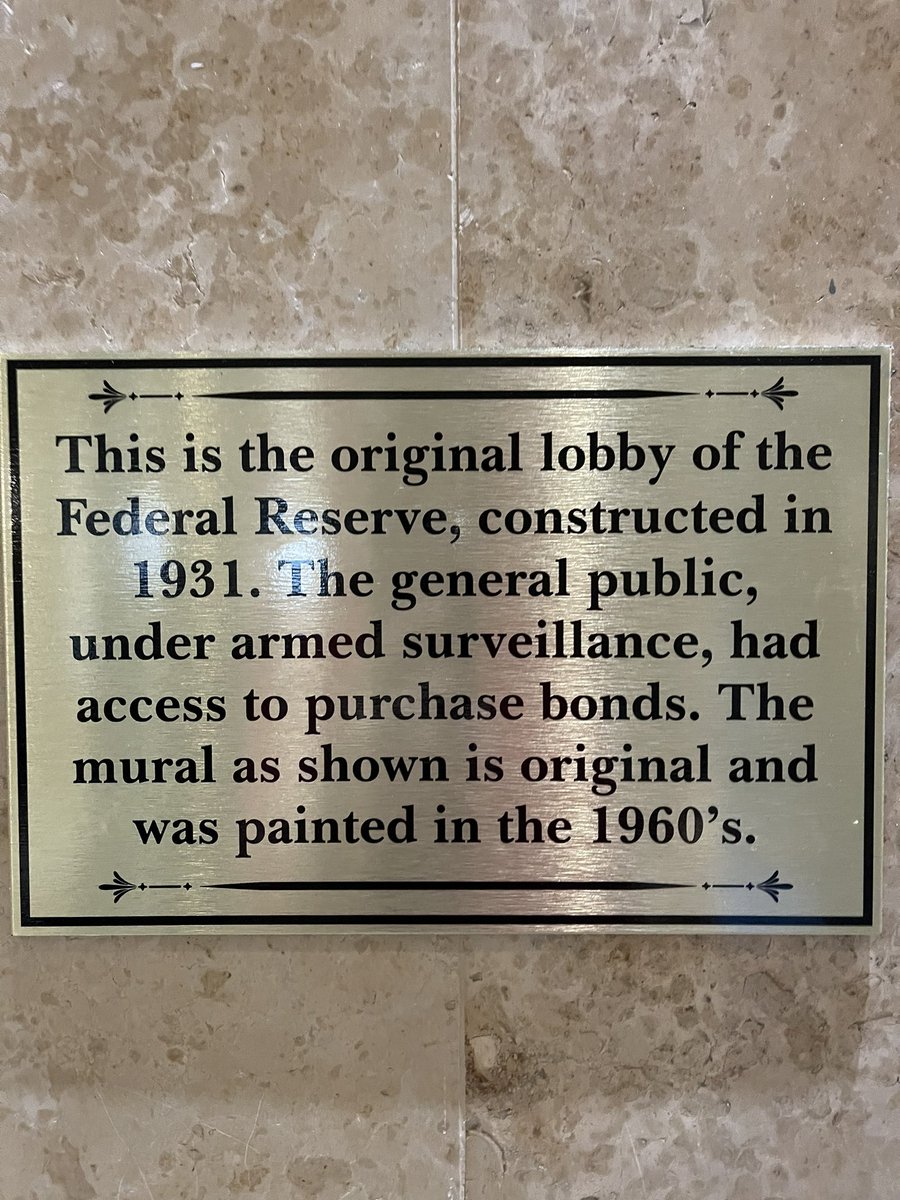 This is the original lobby of the
Federal Reserve, constructed in
1931. The general public,
under armed surveillance, had
access to purchase bonds. The
mural as shown is original and
was painted in the 1960’s.